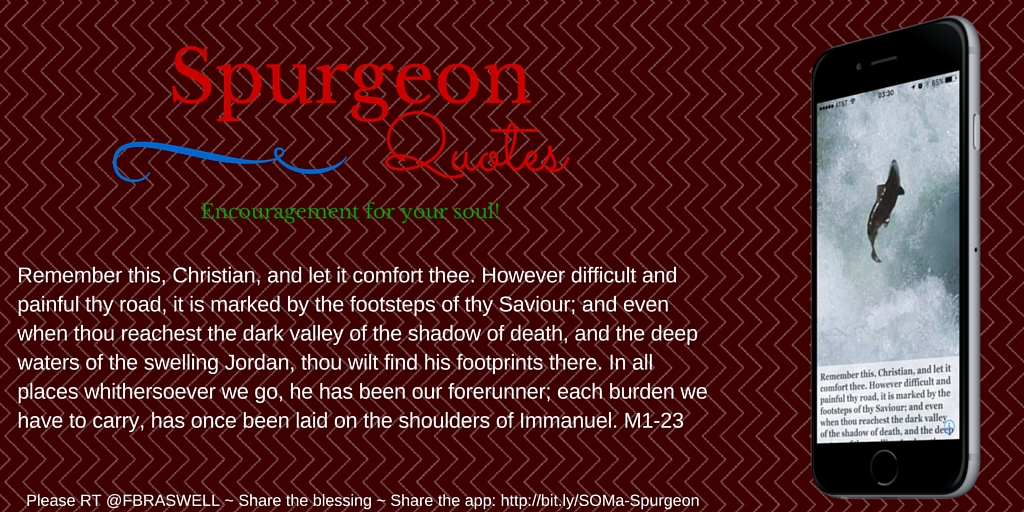 Spurgeon
Quotes
Encouragement for your soul!
Remember this, Christian, and let it comfort thee. However difficult and
painful thy road, it is marked by the footsteps of thy Saviour; and even
when thou reachest the dark valley of the shadow of death, and the deep
waters of the swelling Jordan, thou wilt find his footprints there. In all
places whithersoever we go, he has been our forerunner; each burden we
have to carry, has once been laid on the shoulders of Immanuel. M1-23
Please RT @FBRASWELL ~ Share the blessing ~ Share the app: http://bit.ly/SOMa-Spurgeon
AT&T 03:30 65%
Remember this, Christian, and let it
comfort thee. However difficult and
painful thy road, it is marked by the
footsteps of thy Saviour; and even
when thou reachest the dark valley
of the shadow of death, and the deep